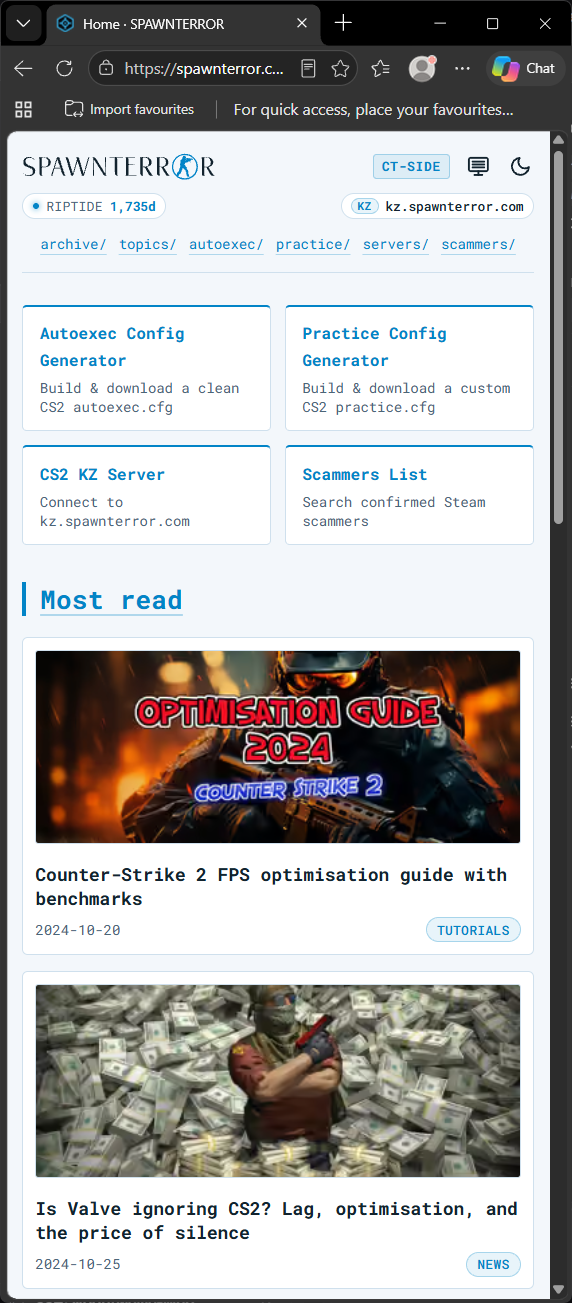 Home · SPAWNTERROR
https://spawnterror.c...
Chat
Import favourites
For quick access, place your favourites...
SPAWNTERROR
CT-SIDE
RIPTIDE 1,735d
KZ kz.spawnterror.com
archive/ topics/ autoexec/ practice/ servers/ scammers/
Autoexec Config
Generator
Build & download a clean
CS2 autoexec.cfg
Practice Config
Generator
Build & download a custom
CS2 practice.cfg
CS2 KZ Server
Connect to
kz.spawnterror.com
Scammers List
Search confirmed Steam
scammers
Most read
OPTIMISATION GUIDE
2024
COUNTER STRIKE 2
Counter-Strike 2 FPS optimisation guide with
benchmarks
2024-10-20
TUTORIALS
Is Valve ignoring CS2? Lag, optimisation, and
the price of silence
2024-10-25
NEWS